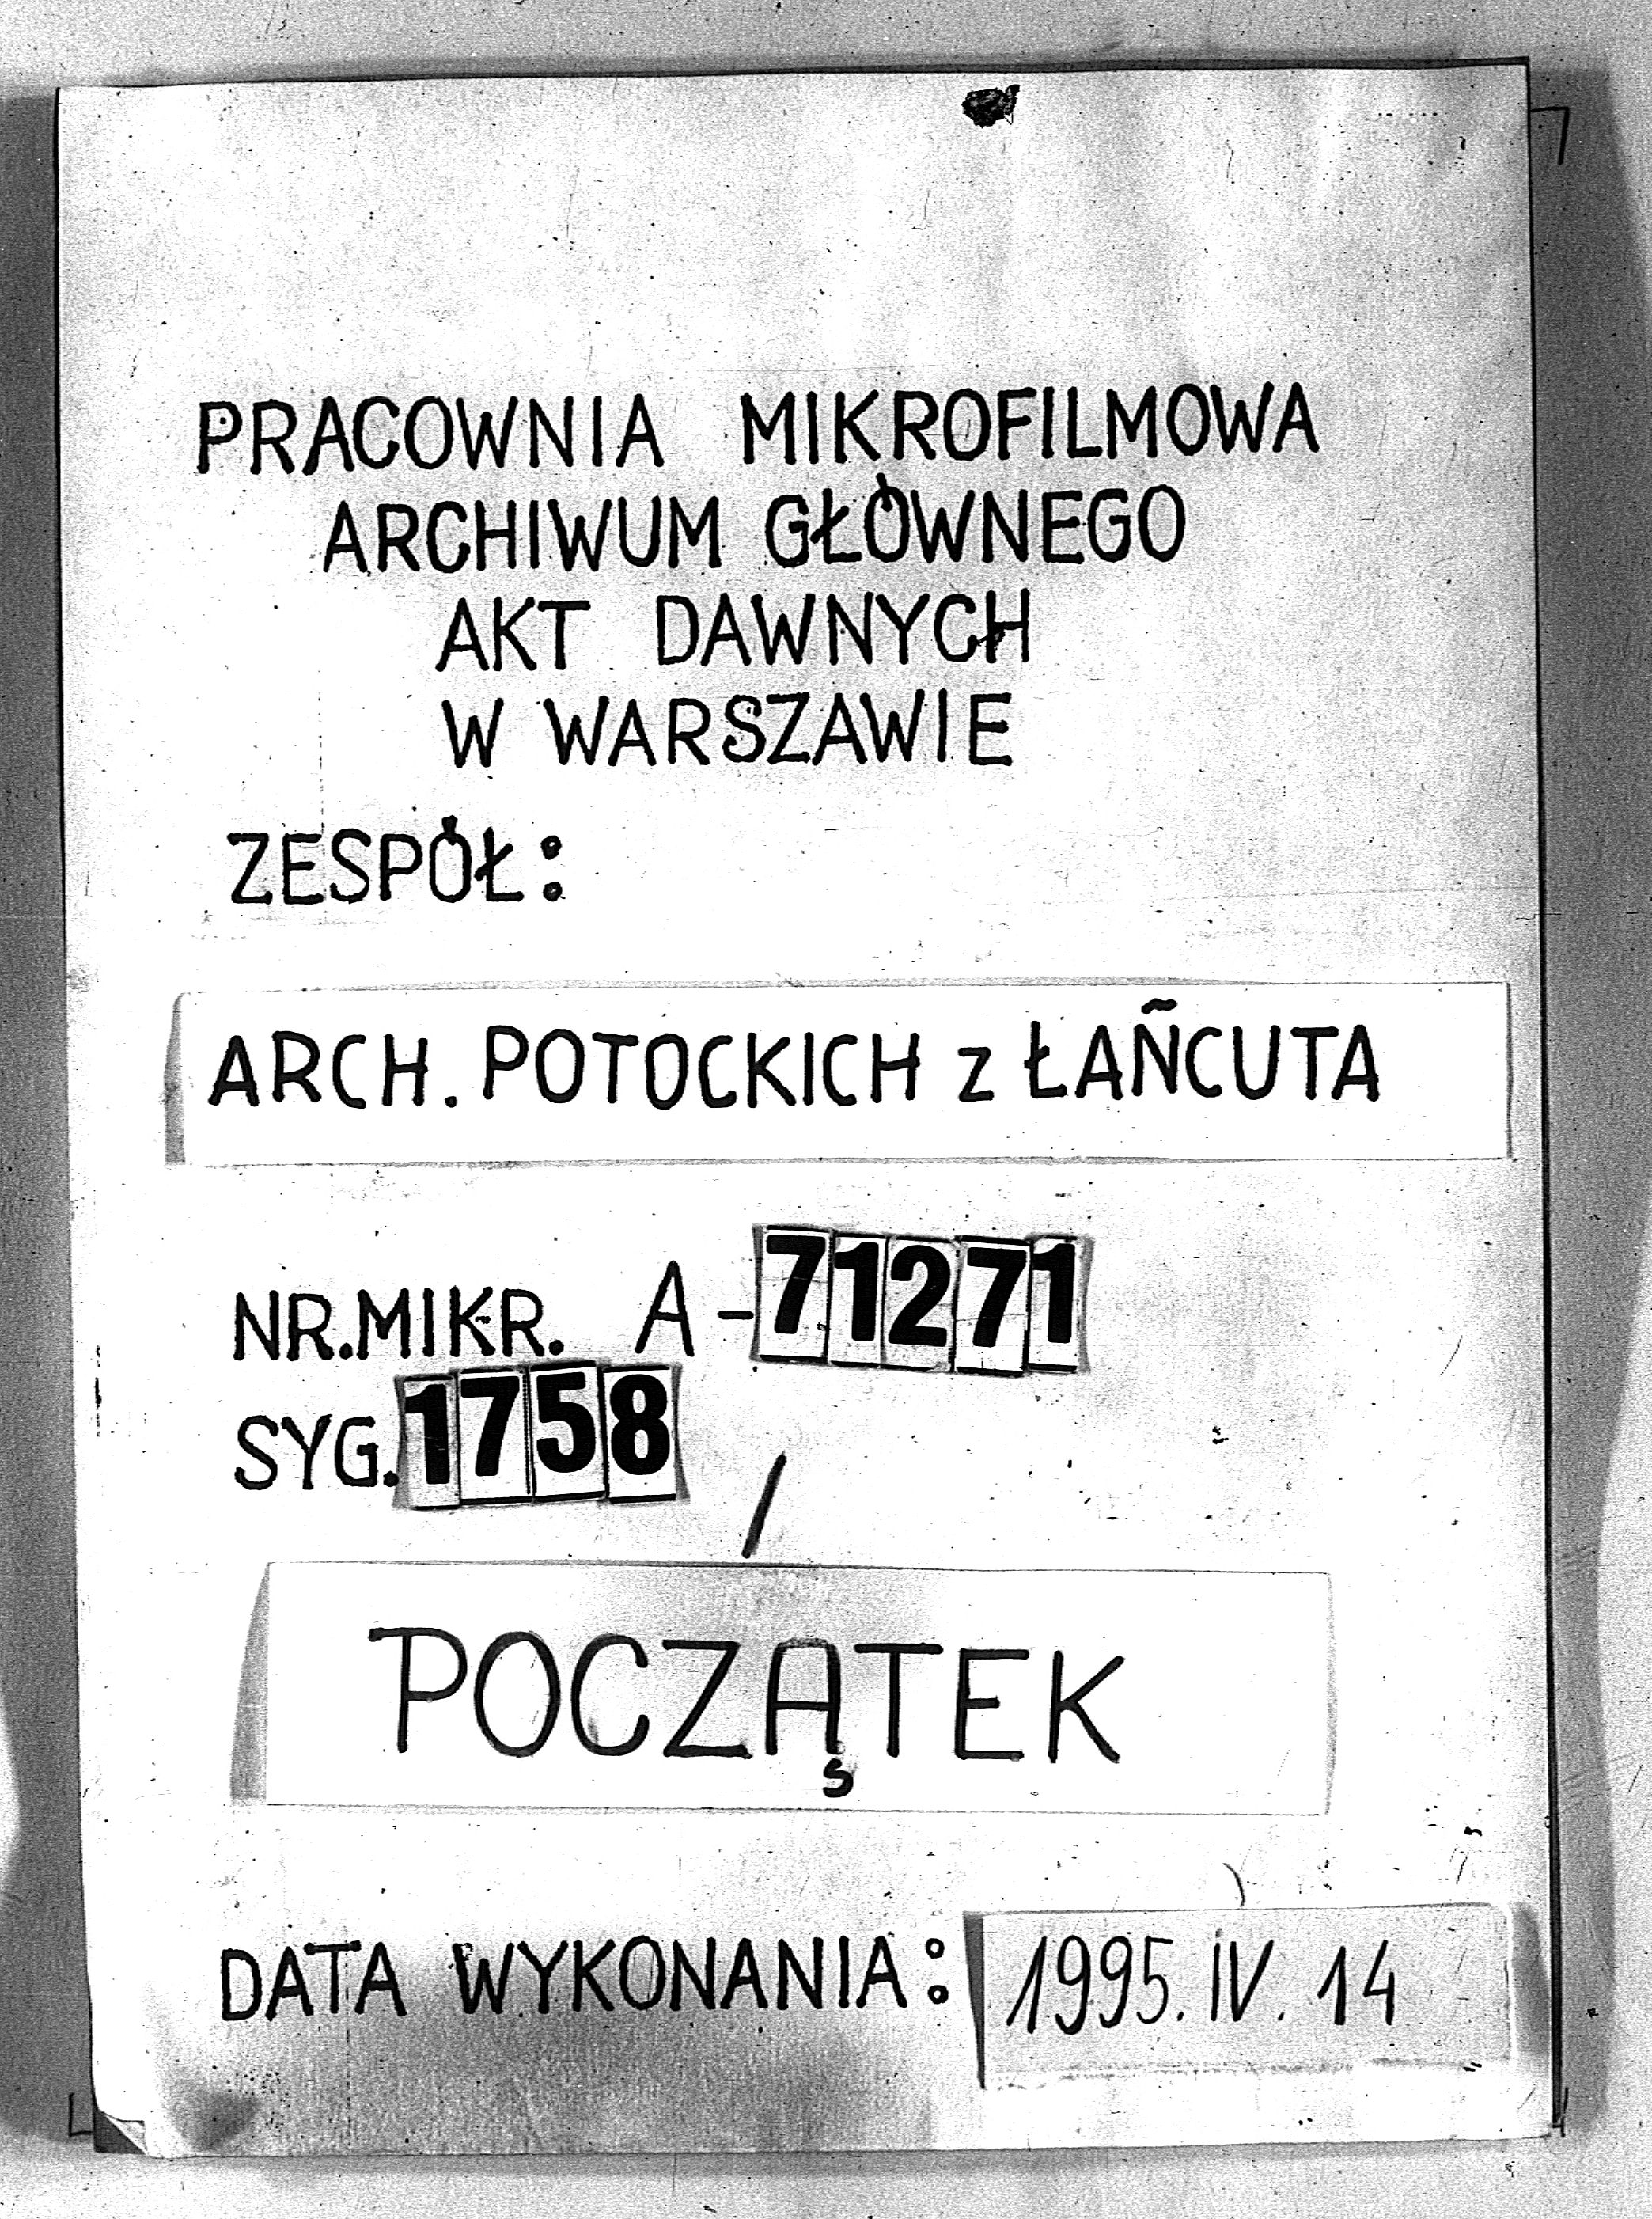 PRACOWNIA MIKROFILMOWA
ARCHIWUM GŁÓWNEGO
AKT DAWNYCH
W WARSZAWIE
ZESPÓŁ:
ARCH. POTOCKICH z ŁAŃCUTA
NR.MIKR. A-71271
SYG.1758
POCZĄTEK
DATA WYKONANIA: 1995.IV.14